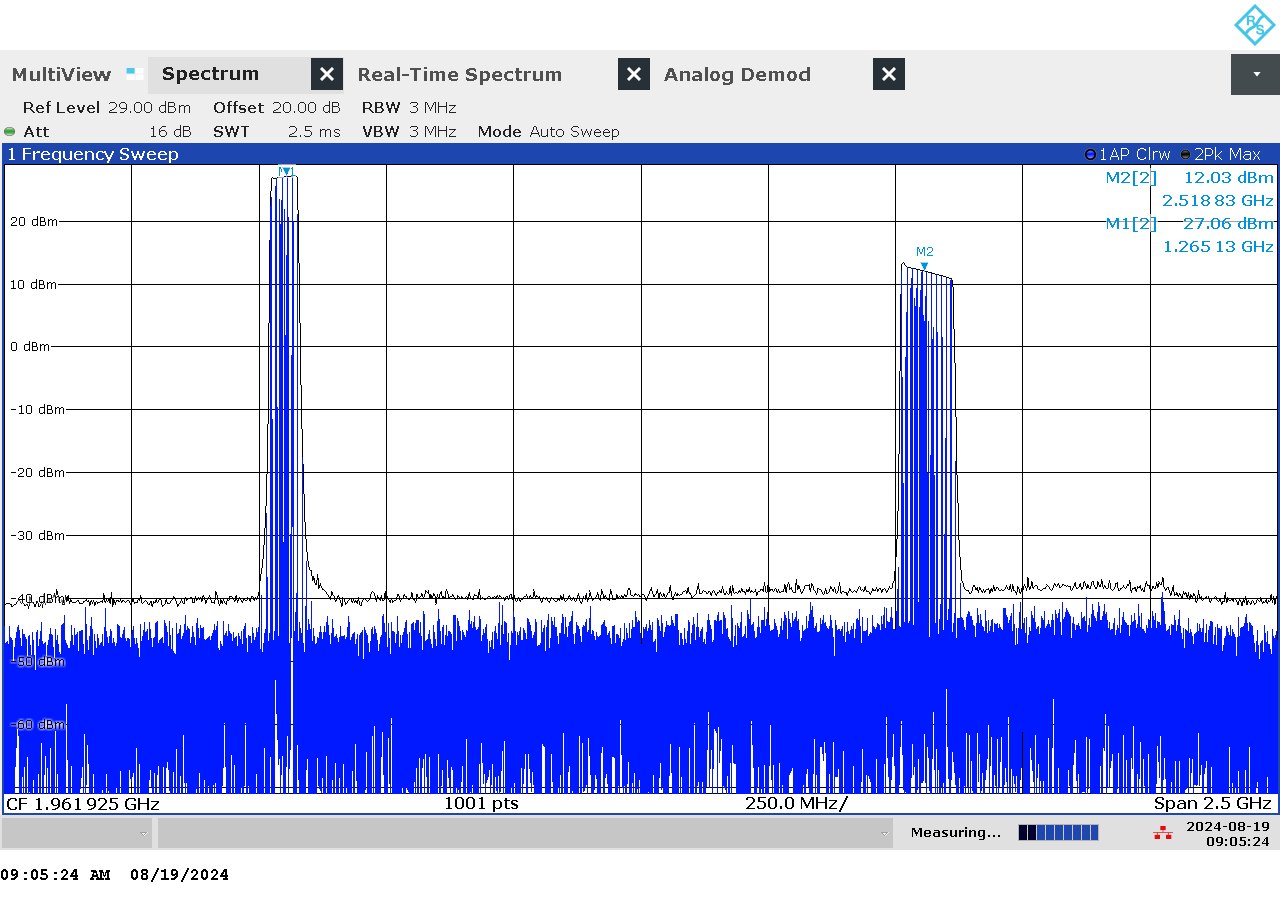 R/S
MultiView Spectrum Real-Time Spectrum Analog Demod
Ref Level 29.00 dBm Offset 20.00 dB RBW 3 MHz
Att 16 dB SWT 2.5 ms VBW 3 MHz Mode Auto Sweep
1 Frequency Sweep 1AP Clrw 2Pk Max
M2[2] 12.03 dBm
2.518 83 GHz
M1[2] 27.06 dBm
1.265 13 GHz
M1
20 dBm
M2
10 dBm
0 dBm
-10 dBm
-20 dBm
-30 dBm
-40 dBm
-50 dBm
-60 dBm
CF 1.961925 GHz 1001 pts 250.0 MHz/ Span 2.5 GHz
Measuring... 2024-08-19
09:05:24
09:05:24 AM 08/19/2024